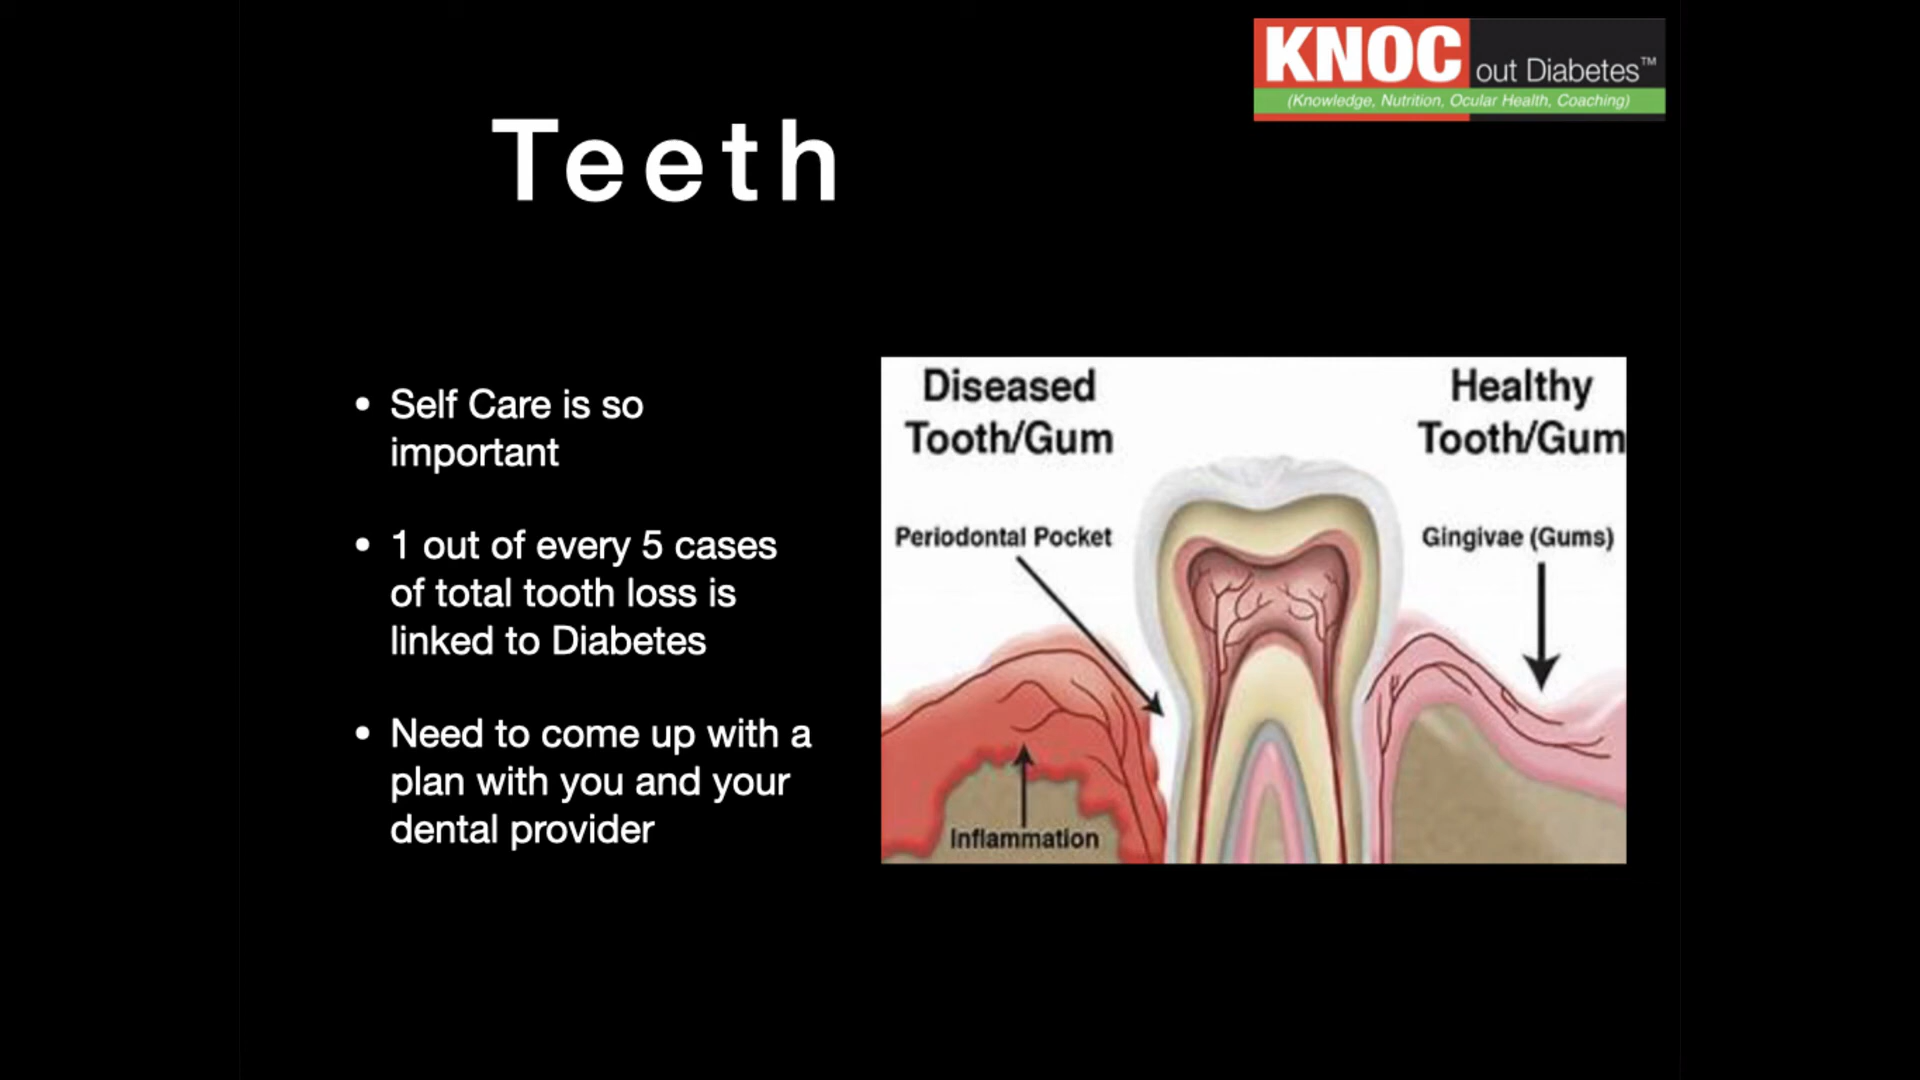 KNOC out Diabetes™
(Knowledge, Nutrition, Ocular Health, Coaching)
Teeth
• Self Care is so
important
• 1 out of every 5 cases
of total tooth loss is
linked to Diabetes
• Need to come up with a
plan with you and your
dental provider
Diseased
Tooth/Gum
Healthy
Tooth/Gum
Periodontal Pocket
Gingivae (Gums)
Inflammation